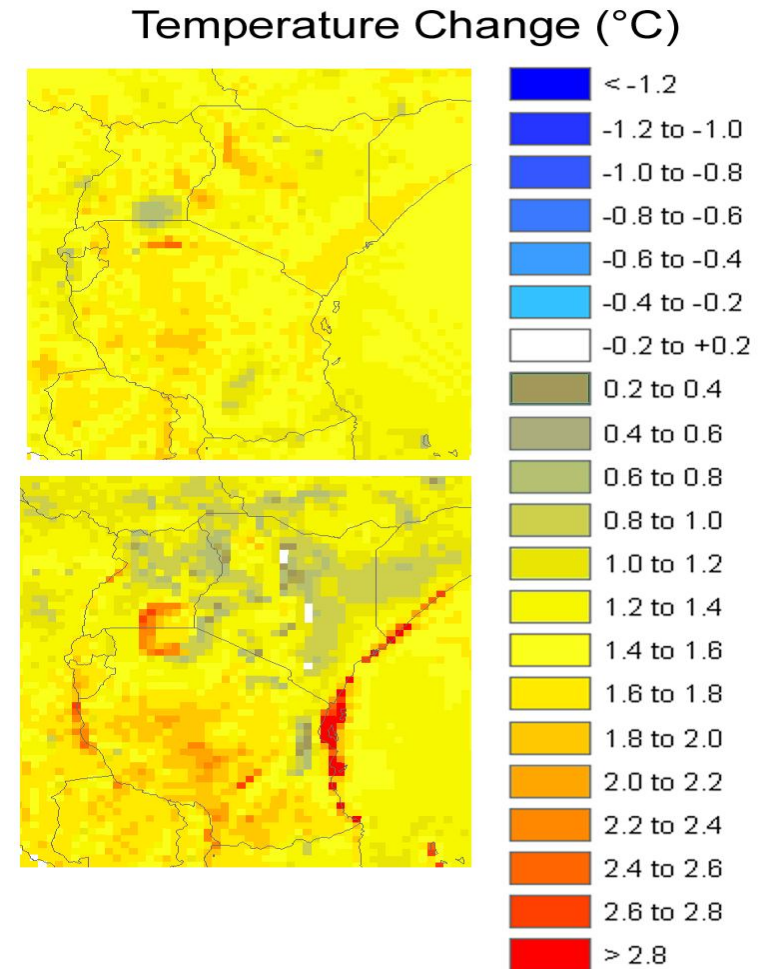 Temperature Change (°C)
< -1.2
-1.2 to -1.0
-1.0 to -0.8
-0.8 to -0.6
-0.6 to -0.4
-0.4 to -0.2
-0.2 to +0.2
0.2 to 0.4
0.4 to 0.6
0.6 to 0.8
0.8 to 1.0
1.0 to 1.2
1.2 to 1.4
1.4 to 1.6
1.6 to 1.8
1.8 to 2.0
2.0 to 2.2
2.2 to 2.4
2.4 to 2.6
2.6 to 2.8
> 2.8